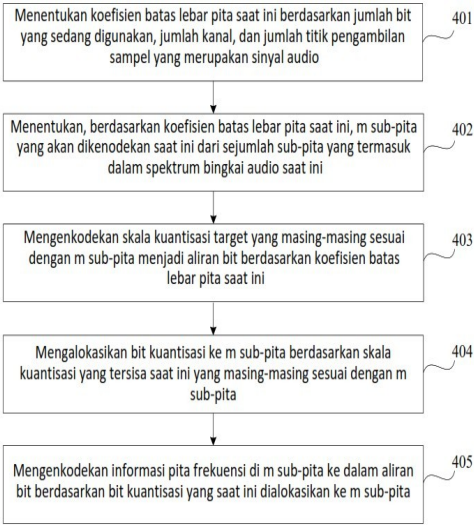 Menentukan koefisien batas lebar pita saat ini berdasarkan jumlah bit
yang sedang digunakan, jumlah kanal, dan jumlah titik pengambilan
sampel yang merupakan sinyal audio
401
Menentukan, berdasarkan koefisien batas lebar pita saat ini, m sub-pita
yang akan dikenodekan saat ini dari sejumlah sub-pita yang termasuk
dalam spektrum bingkai audio saat ini
402
Mengenkodekan skala kuantisasi target yang masing-masing sesuai
dengan m sub-pita menjadi aliran bit berdasarkan koefisien batas
lebar pita saat ini
403
Mengalokasikan bit kuantisasi ke m sub-pita berdasarkan skala
kuantisasi yang tersisa saat ini yang masing-masing sesuai dengan m
sub-pita
404
Mengenkodekan informasi pita frekuensi di m sub-pita ke dalam aliran
bit berdasarkan bit kuantisasi yang saat ini dialokasikan ke m sub-pita
405